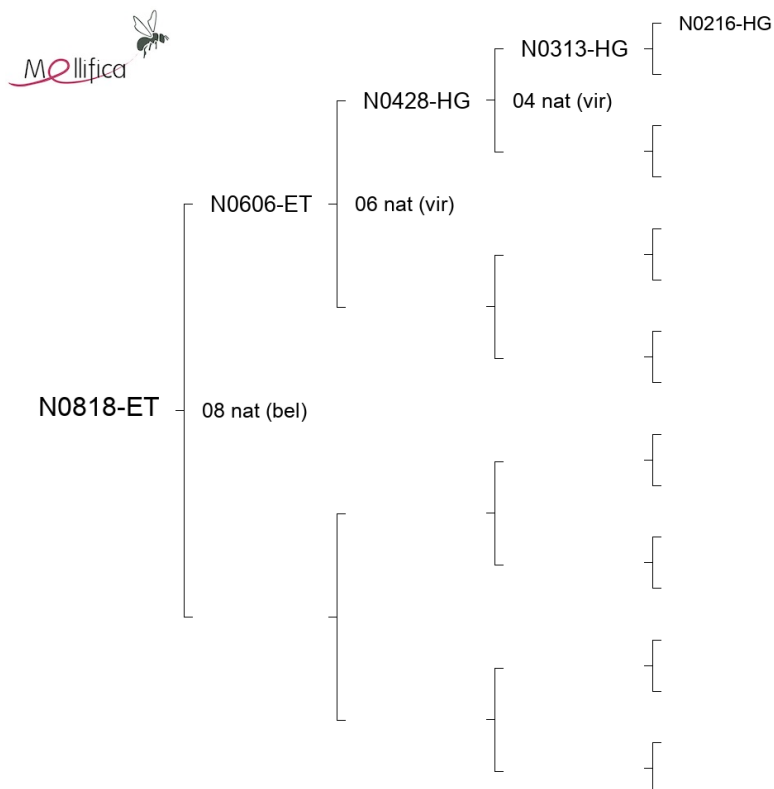 Mellifica
N0216-HG
N0313-HG
N0428-HG
04 nat (vir)
N0606-ET
06 nat (vir)
N0818-ET
08 nat (bel)